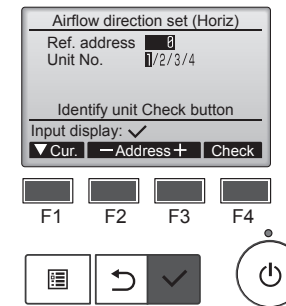 Airflow direction set (Horiz)
Ref. address 0
Unit No. 1/2/3/4
Identify unit Check button
Input display: ✓
▼ Cur. − Address + Check
F1 F2 F3 F4